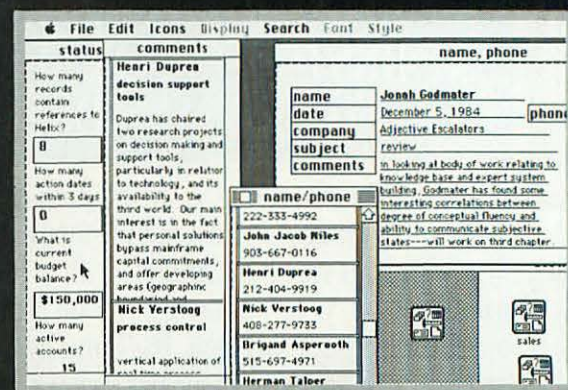 File Edit Icons Display Search Font Style
status
How many
records
contain
references to
Helix?
8
How many
action dates
within 3 days
0
What is
current
budget
balance?
$150,000
How many
active
accounts?
15
comments
Henri Duprea
decision support
tools
Duprea has chaired
two research projects
on decision making and
support tools,
particularly in relation
to technology, and its
availability to the
third world. Our main
interest is in the fact
that personal solutions
bypass mainframe
capital commitments,
and offer developing
areas (geographinc
Nick Versloog
process control
vertical application of
name, phone
name Jonah Godmater
date December 5, 1984 phone
company Adjective Escalators
subject review
comments in looking at body of work relating to
knowledge base and expert system
building, Godmater has found some
interesting correlations between
degree of conceptual fluency and
ability to communicate subjective
states---will work on third chapter
name/phone
222-333-4992
John Jacob Niles
903-667-0116
Henri Duprea
212-404-9919
Nick Versloog
408-277-9733
Brigand Aspernoth
515-697-4971
Herman Talper
sales